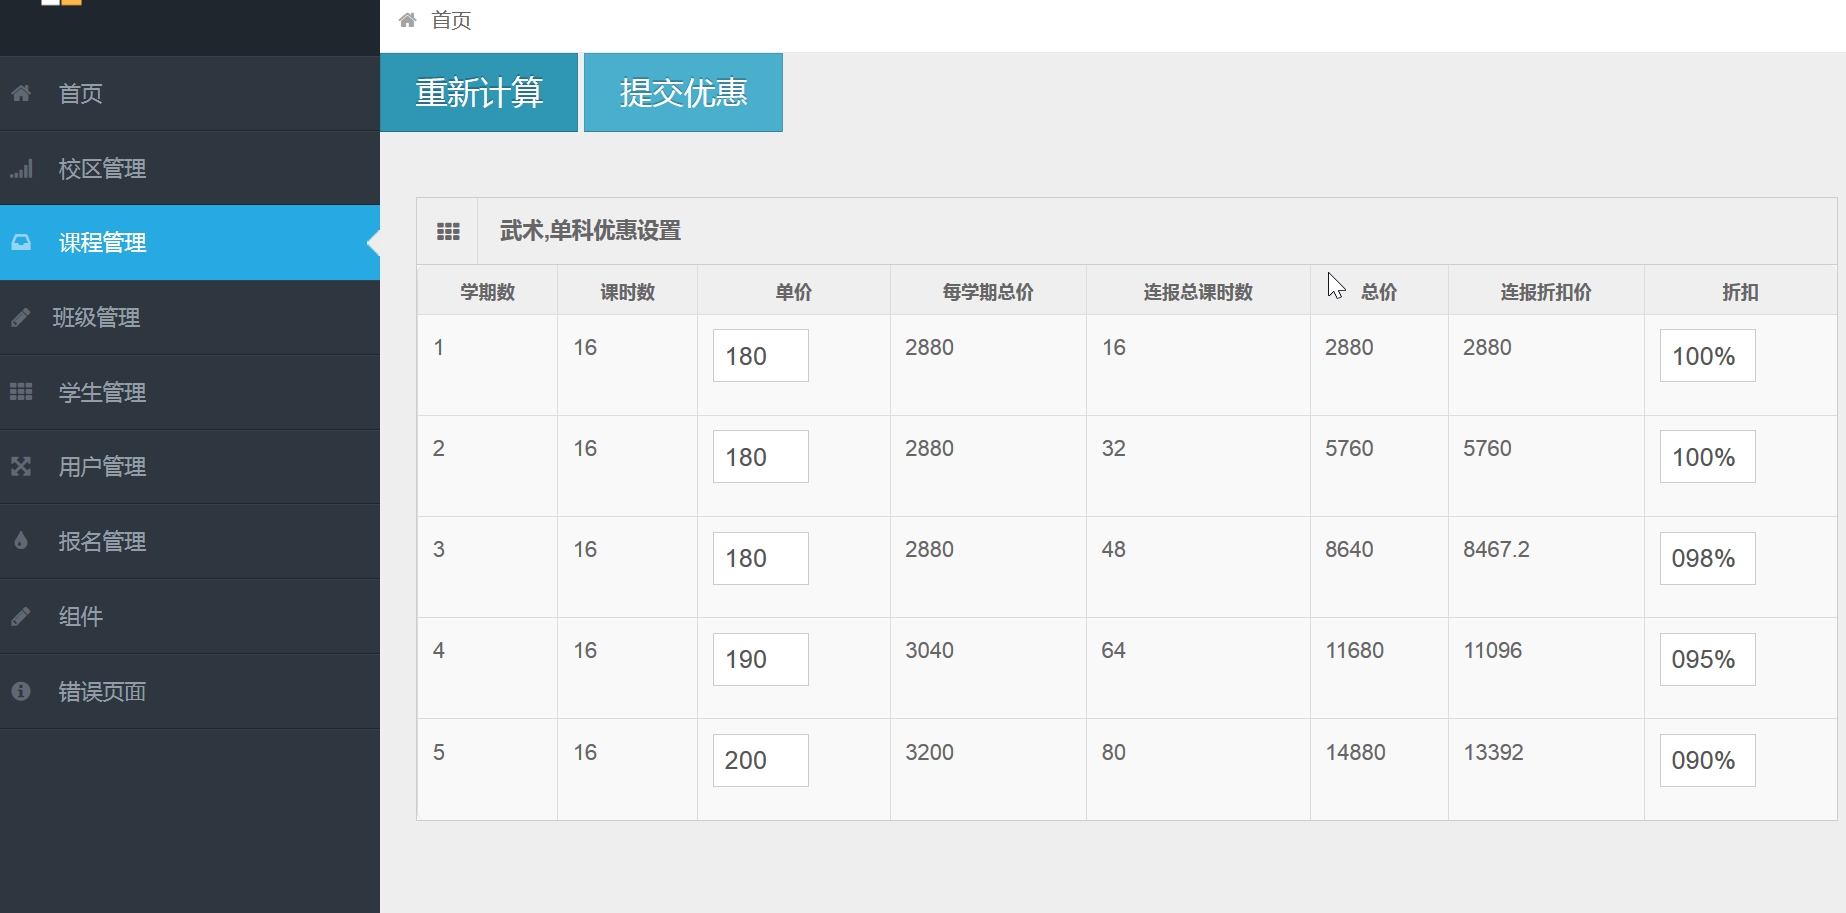 首页
重新计算 提交优惠
首页
校区管理
课程管理
班级管理
学生管理
用户管理
报名管理
组件
错误页面
武术,单科优惠设置
学期数 课时数 单价 每学期总价 连报总课时数 总价 连报折扣价 折扣
1 16 180 2880 16 2880 2880 100%
2 16 180 2880 32 5760 5760 100%
3 16 180 2880 48 8640 8467.2 098%
4 16 190 3040 64 11680 11096 095%
5 16 200 3200 80 14880 13392 090%